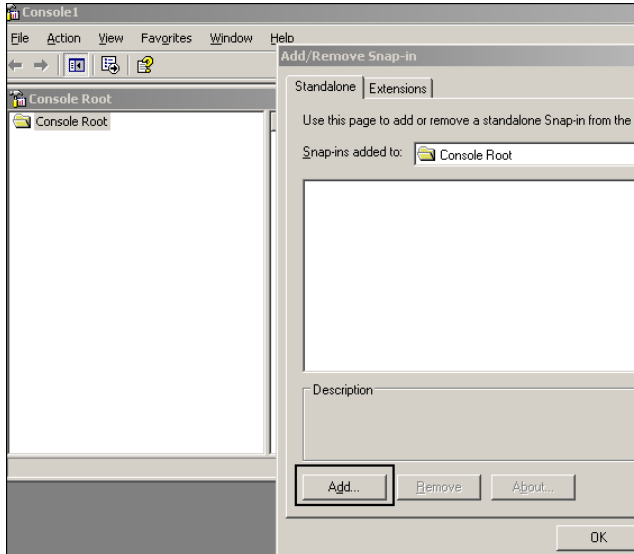 Console1
File Action View Favorites Window Help
Console Root
Console Root
Add/Remove Snap-in
Standalone Extensions
Use this page to add or remove a standalone Snap-in from the
Snap-ins added to: Console Root
Description
Add... Remove About...
OK